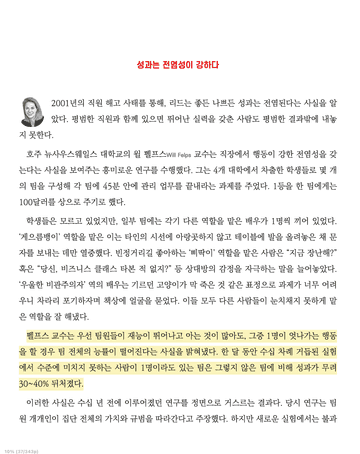 성과는 전염성이 강하다
2001년의 직원 해고 사태를 통해, 리드는 좋든 나쁘든 성과는 전염된다는 사실을 알
았다. 평범한 직원과 함께 있으면 뛰어난 실력을 갖춘 사람도 평범한 결과밖에 내놓
지 못한다.
호주 뉴사우스웨일스 대학교의 윌 펠프스Will Felps 교수는 직장에서 행동이 강한 전염성을 갖
는다는 사실을 보여주는 흥미로운 연구를 수행했다. 그는 4개 대학에서 차출한 학생들로 몇 개
의 팀을 구성해 각 팀에 45분 안에 관리 업무를 끝내라는 과제를 주었다. 1등을 한 팀에게는
100달러를 상으로 주기로 했다.
학생들은 모르고 있었지만, 일부 팀에는 각기 다른 역할을 맡은 배우가 1명씩 끼어 있었다.
'게으름뱅이' 역할을 맡은 이는 타인의 시선에 아랑곳하지 않고 테이블에 발을 올려놓은 채 문
자를 보내는 데만 열중했다. 빈정거리길 좋아하는 '삐딱이' 역할을 맡은 사람은 "지금 장난해?"
혹은 "당신, 비즈니스 클래스 타본 적 없지?" 등 상대방의 감정을 자극하는 말을 늘어놓았다.
'우울한 비관주의자' 역의 배우는 기르던 고양이가 막 죽은 것 같은 표정으로 과제가 너무 어려
우니 차라리 포기하자며 책상에 얼굴을 묻었다. 이들 모두 다른 사람들이 눈치채지 못하게 맡
은 역할을 잘 해냈다.
펠프스 교수는 우선 팀원들이 재능이 뛰어나고 아는 것이 많아도, 그중 1명이 엇나가는 행동
을 할 경우 팀 전체의 능률이 떨어진다는 사실을 밝혀냈다. 한 달 동안 수십 차례 거듭된 실험
에서 수준에 미치지 못하는 사람이 1명이라도 있는 팀은 그렇지 않은 팀에 비해 성과가 무려
30~40% 뒤처졌다.
이러한 사실은 수십 년 전에 이루어졌던 연구를 정면으로 거스르는 결과다. 당시 연구는 팀
원 개개인이 집단 전체의 가치와 규범을 따라간다고 주장했다. 하지만 새로운 실험에서는 불과